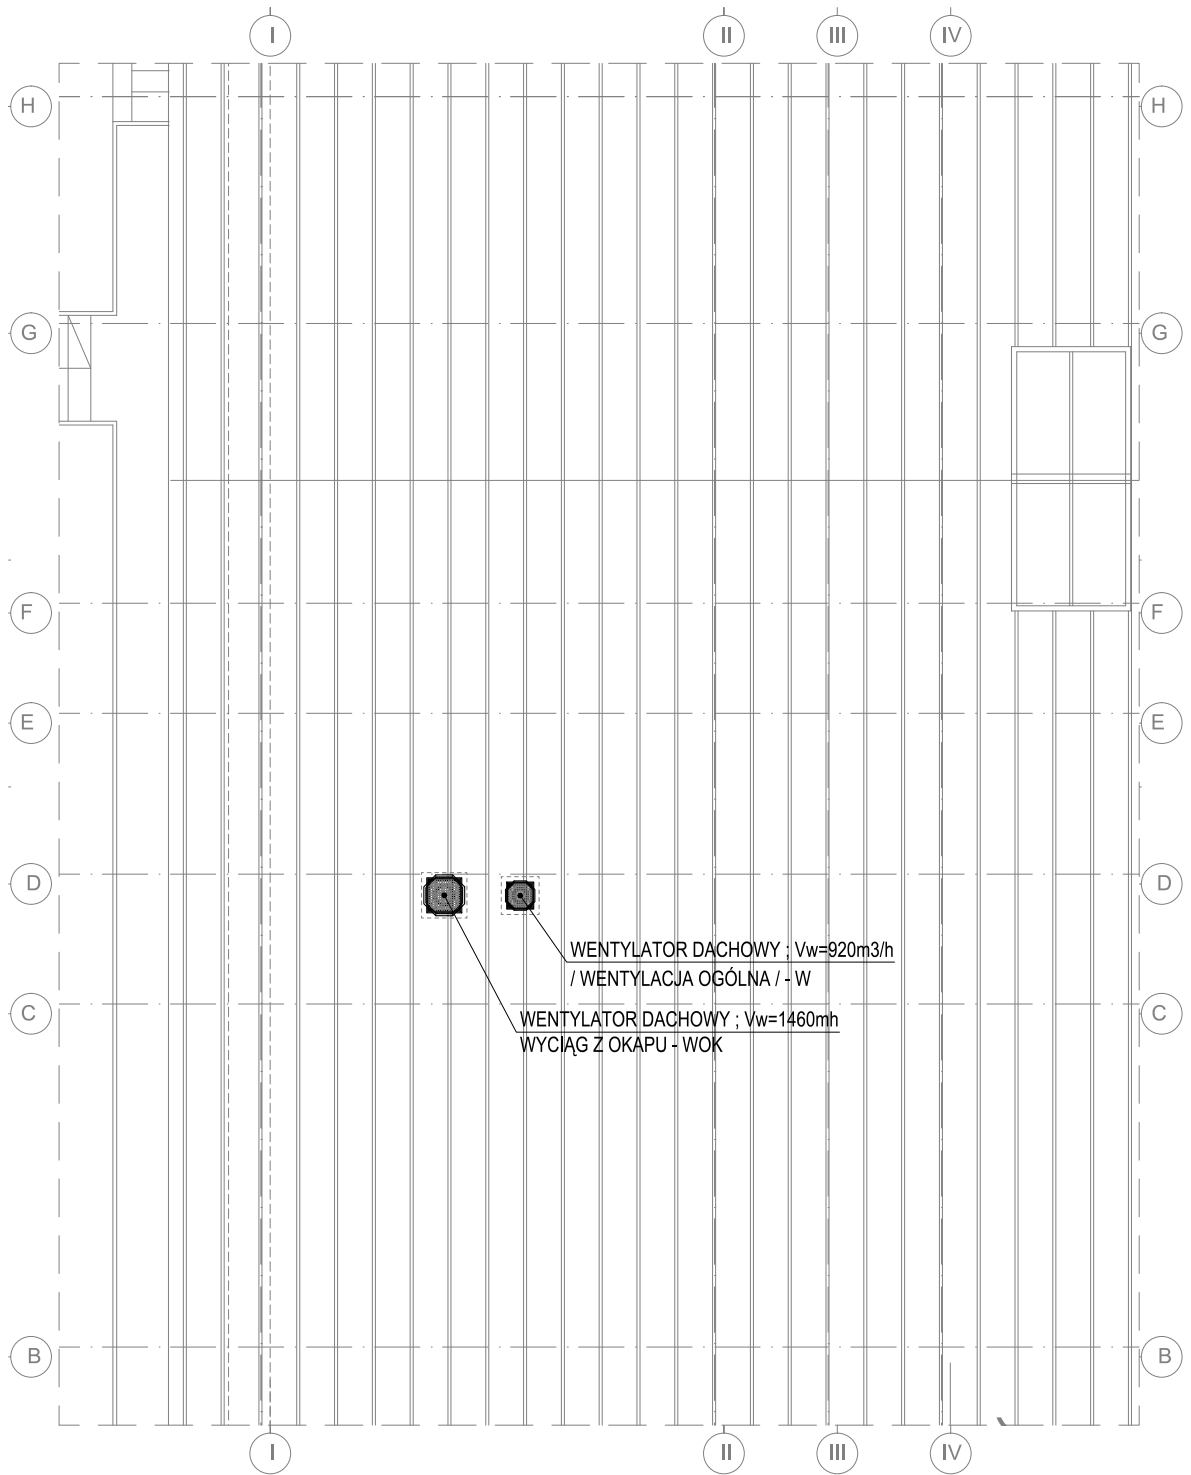 I II III IV
H H
G G
F F
E E
D D
WENTYLATOR DACHOWY ; Vw=920m3/h
/ WENTYLACJA OGÓLNA / - W
C C
WENTYLATOR DACHOWY ; Vw=1460mh
WYCIĄG Z OKAPU - WOK
B B
I II III IV